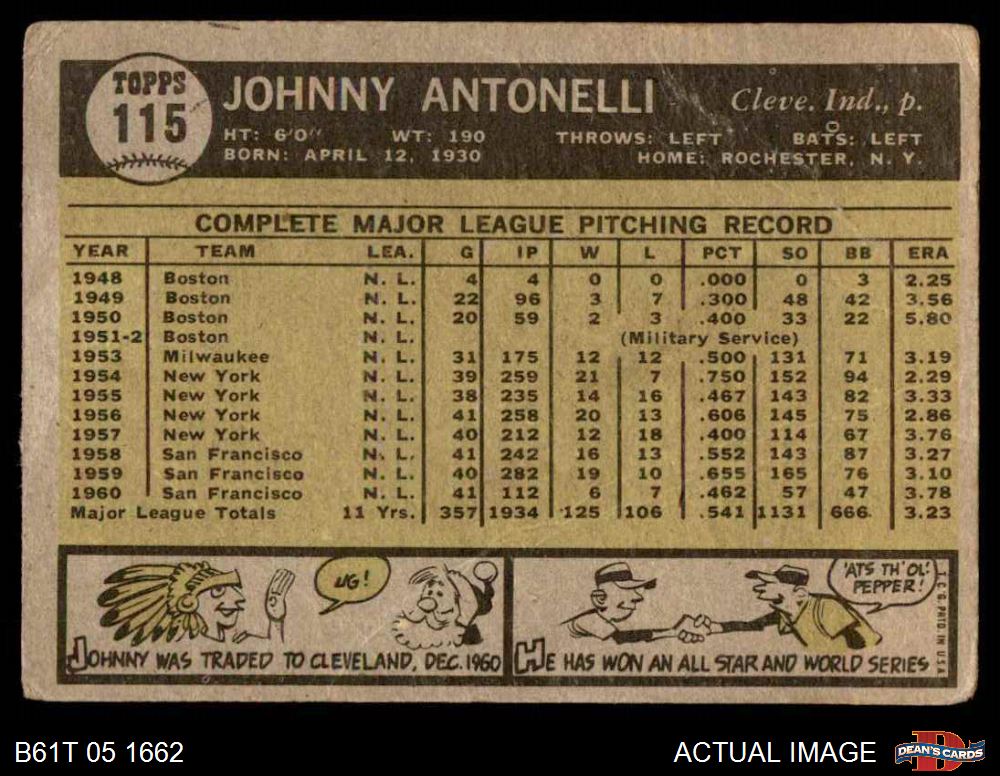 TOPPS
115
JOHNNY ANTONELLI Cleve. Ind., p.
HT: 6'0" WT: 190 THROWS: LEFT BATS: LEFT
BORN: APRIL 12, 1930 HOME: ROCHESTER, N. Y.
COMPLETE MAJOR LEAGUE PITCHING RECORD
YEAR TEAM LEA. G IP W L PCT SO BB ERA
1948 Boston N. L. 4 4 0 0 .000 0 3 2.25
1949 Boston N. L. 22 96 3 7 .300 48 42 3.56
1950 Boston N. L. 20 59 2 3 .400 33 22 5.80
1951-2 Boston N. L. (Military Service)
1953 Milwaukee N. L. 31 175 12 12 .500 131 71 3.19
1954 New York N. L. 39 259 21 7 .750 152 94 2.29
1955 New York N. L. 38 235 14 16 .467 143 82 3.33
1956 New York N. L. 41 258 20 13 .606 145 75 2.86
1957 New York N. L. 40 212 12 18 .400 114 67 3.76
1958 San Francisco N. L. 41 242 16 13 .552 143 87 3.27
1959 San Francisco N. L. 40 282 19 10 .655 165 76 3.10
1960 San Francisco N. L. 41 112 6 7 .462 57 47 3.78
Major League Totals 11 Yrs. 357 1934 125 106 .541 1131 666 3.23
UG!
JOHNNY WAS TRADED TO CLEVELAND, DEC. 1960
'ATS TH' OL'
PEPPER!
HE HAS WON AN ALL STAR AND WORLD SERIES
T.C.G. PRTD IN U.S.A.
B61T 05 1662 ACTUAL IMAGE
DEAN'S CARDS